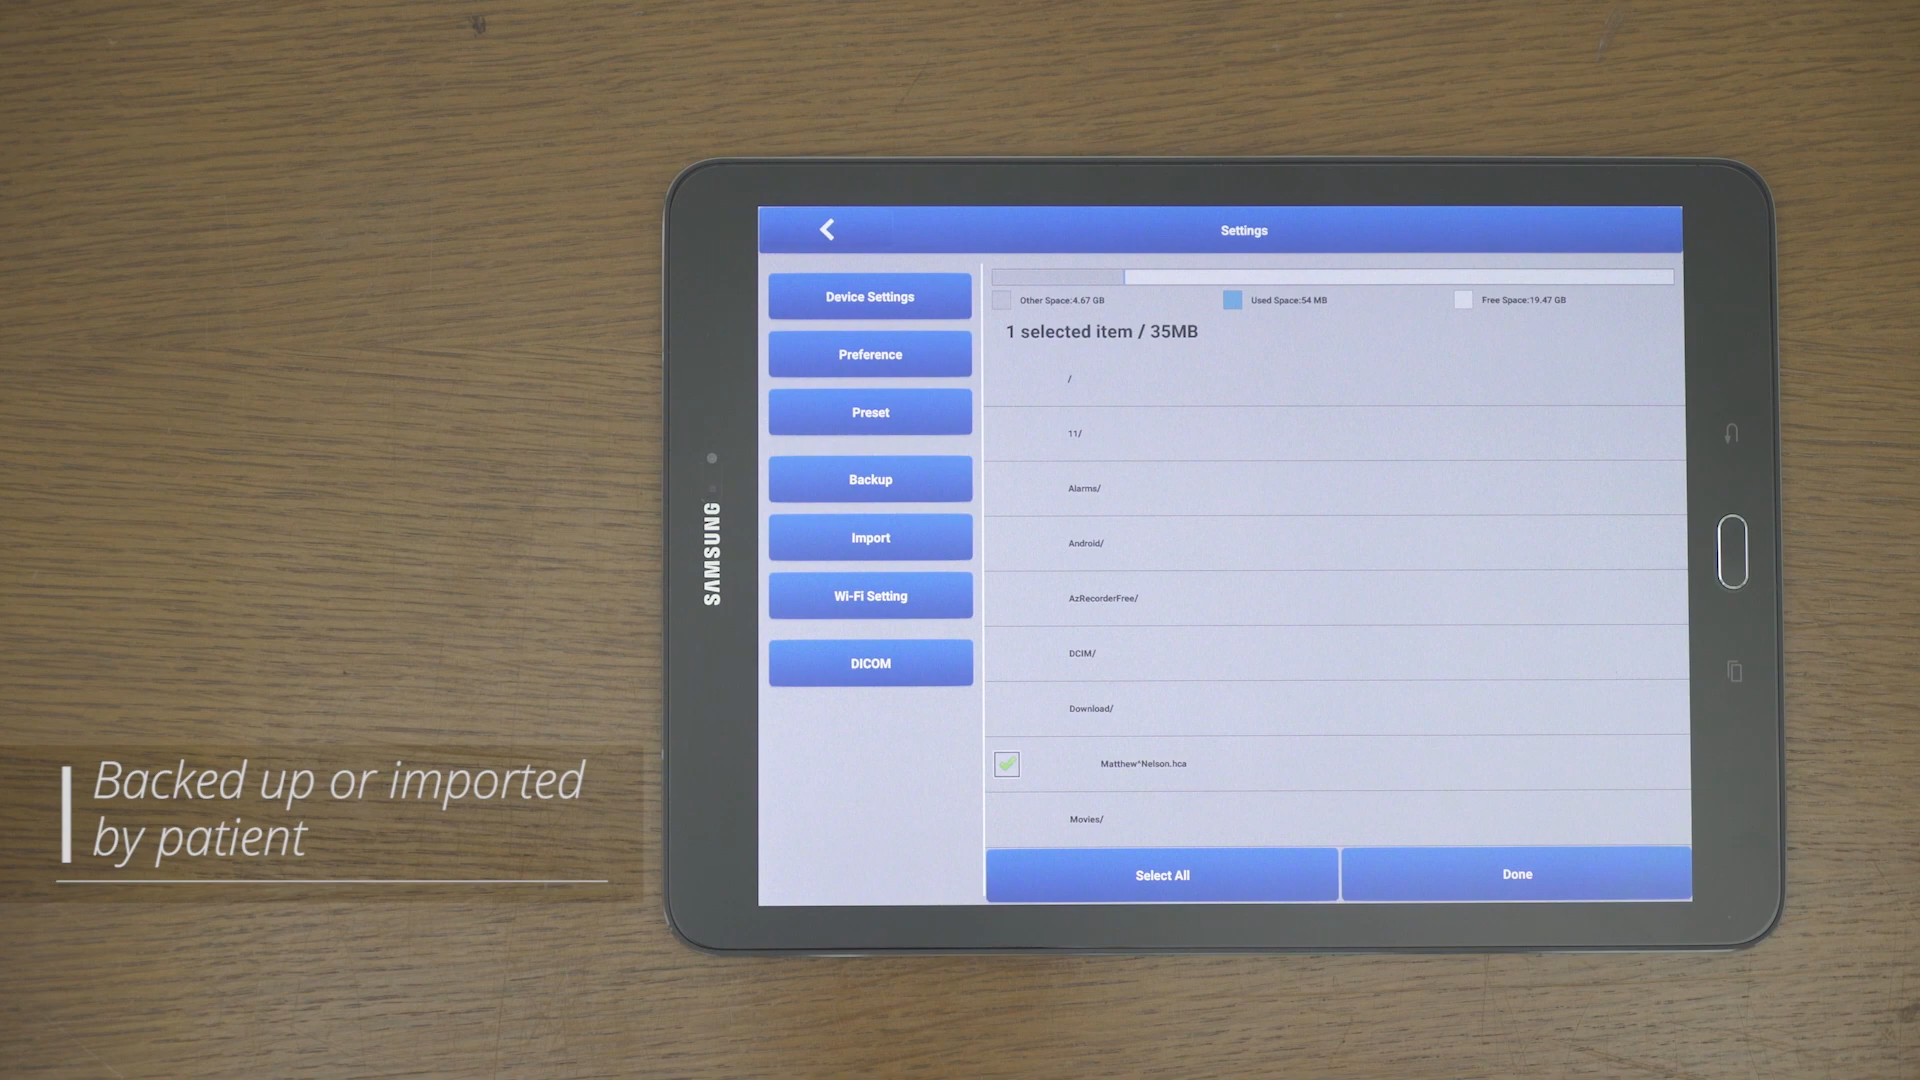 Settings
Device Settings
Preference
Preset
Backup
Import
Wi-Fi Setting
DICOM
Other Space:4.67 GB
Used Space:54 MB
Free Space:19.47 GB
1 selected item / 35MB
/
11/
Alarms/
Android/
AzRecorderFree/
DCIM/
Download/
Matthew^Nelson.hca
Movies/
Select All
Done
SAMSUNG
Backed up or imported
by patient